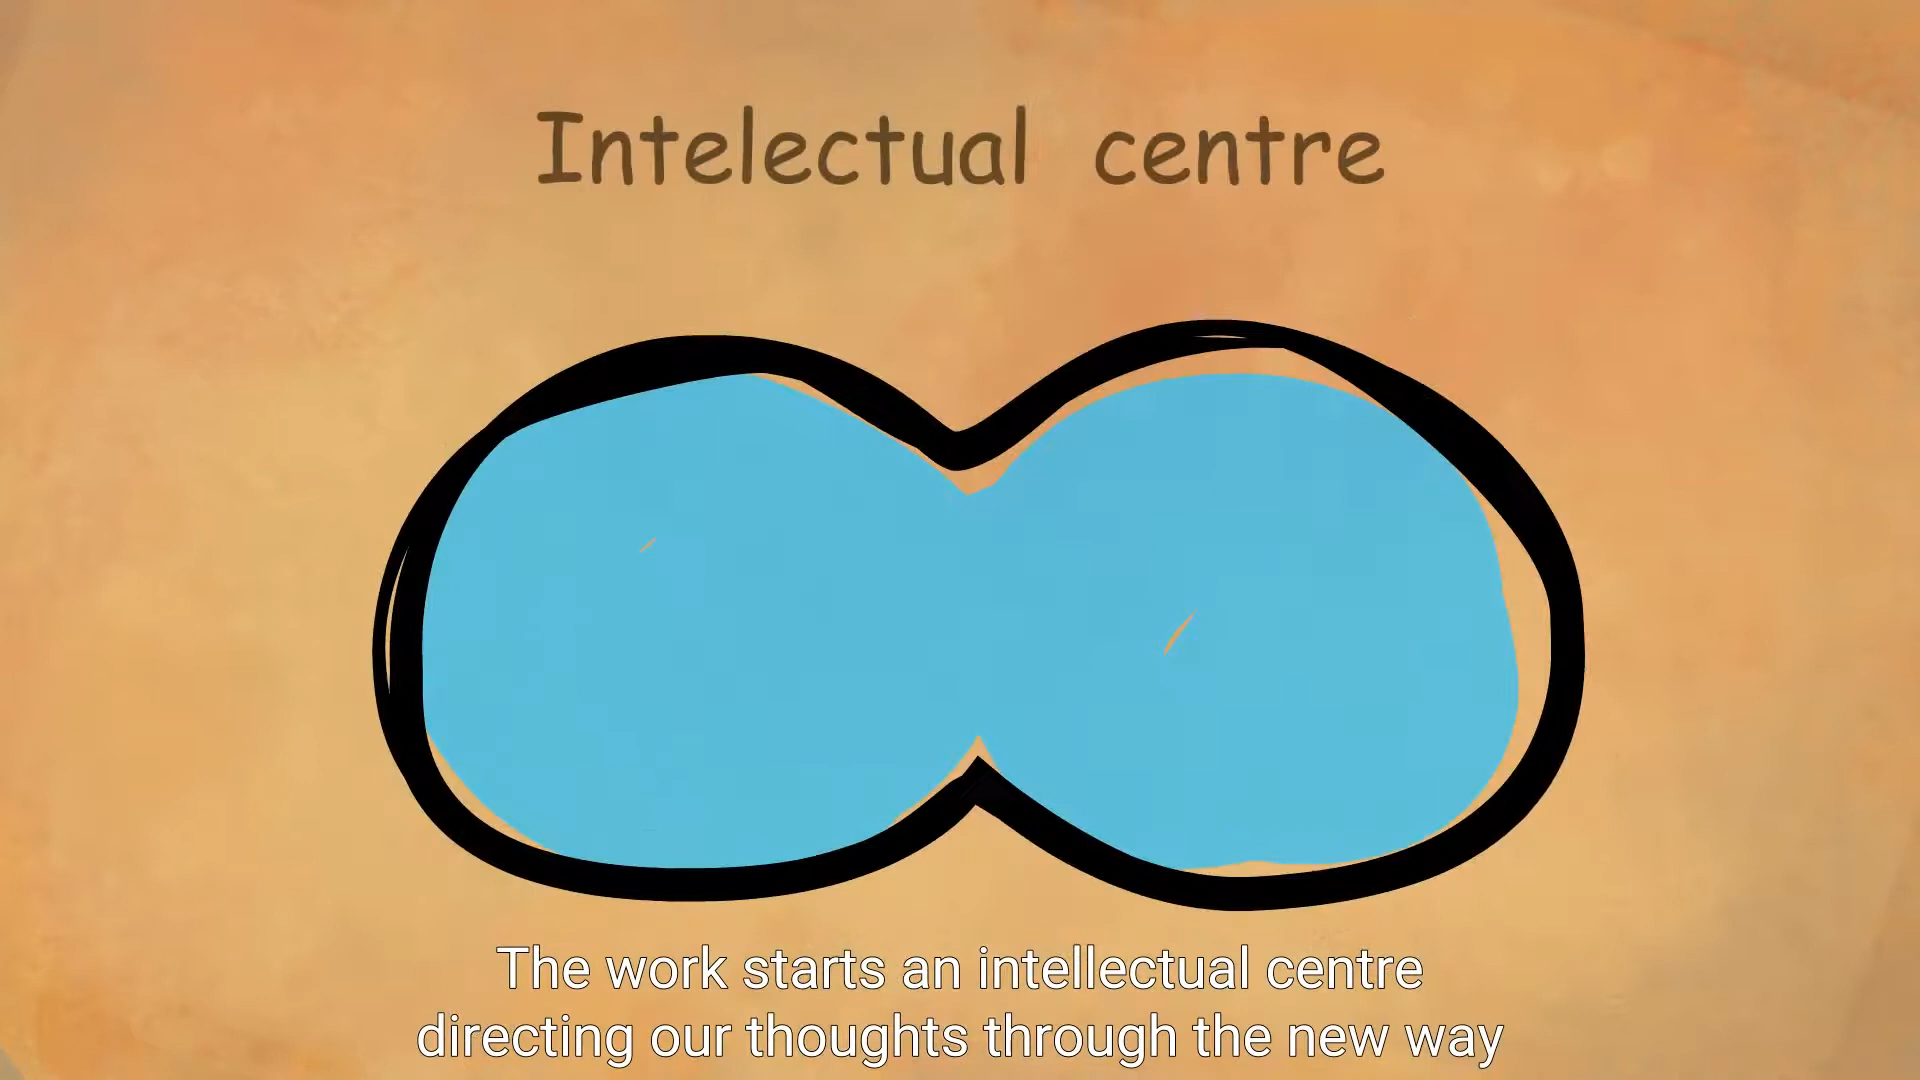 Intelectual centre
The work starts an intellectual centre
directing our thoughts through the new way